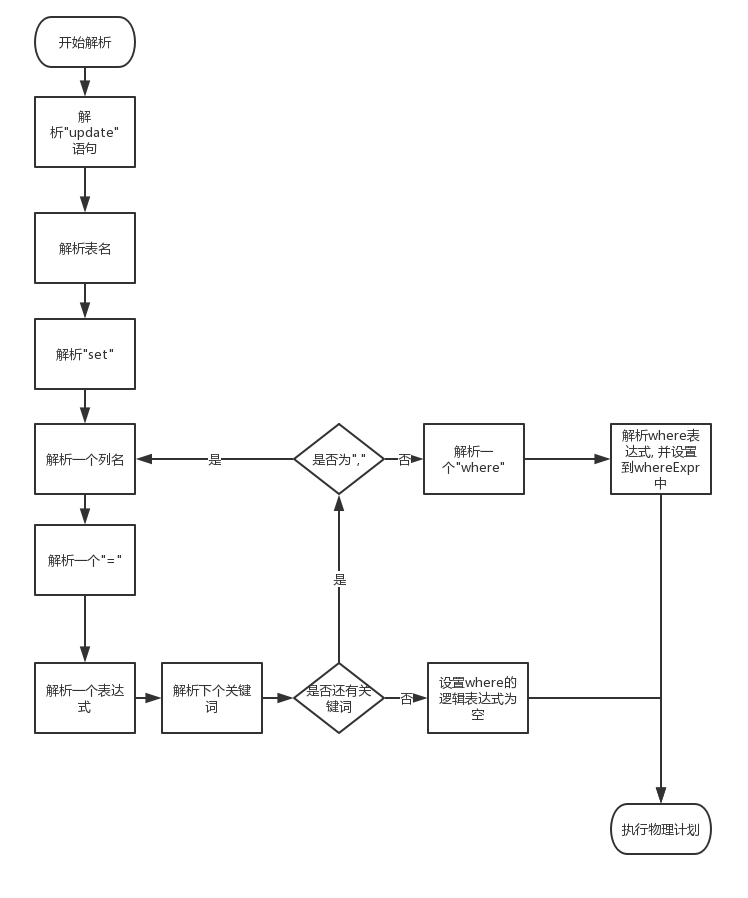 开始解析
解
析"update"
语句
解析表名
解析"set"
解析一个列名
是
是否为","
否
解析一
个"where"
解析where表
达式, 并设置
到whereExpr
中
解析一个"="
是
解析一个表达
式
解析下个关键
词
是否还有关
键词
否
设置where的
逻辑表达式为
空
执行物理计划